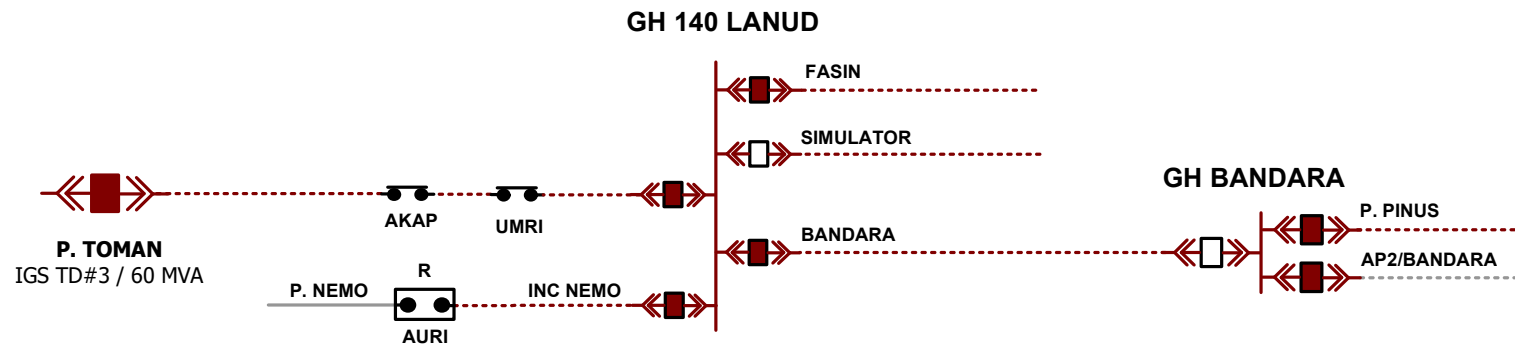 GH 140 LANUD
FASIN
SIMULATOR
GH BANDARA
AKAP
UMRI
P. PINUS
BANDARA
P. TOMAN
IGS TD#3 / 60 MVA
AP2/BANDARA
R
P. NEMO
INC NEMO
AURI